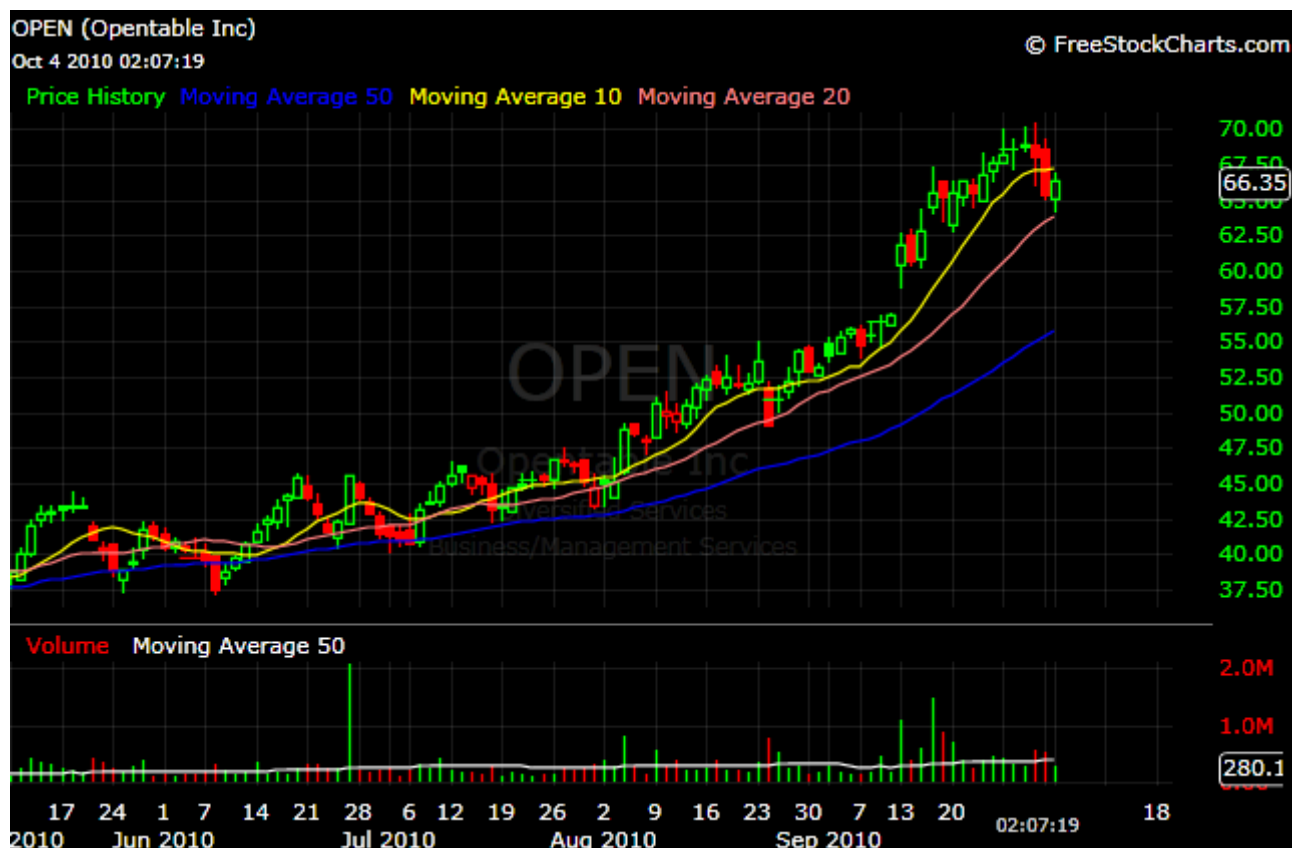 OPEN (Opentable Inc)
© FreeStockCharts.com
Oct 4 2010 02:07:19
Price History Moving Average 50 Moving Average 10 Moving Average 20
70.00
67.50
66.35
65.00
62.50
60.00
57.50
55.00
OPEN
52.50
50.00
47.50
Opentable Inc
45.00
Diversified Services
42.50
Business/Management Services
40.00
37.50
Volume Moving Average 50
2.0M
1.0M
280.1
17 24 1 7 14 21 28 6 12 19 26 2 9 16 23 30 7 13 20 02:07:19 18
2010 Jun 2010 Jul 2010 Aug 2010 Sep 2010